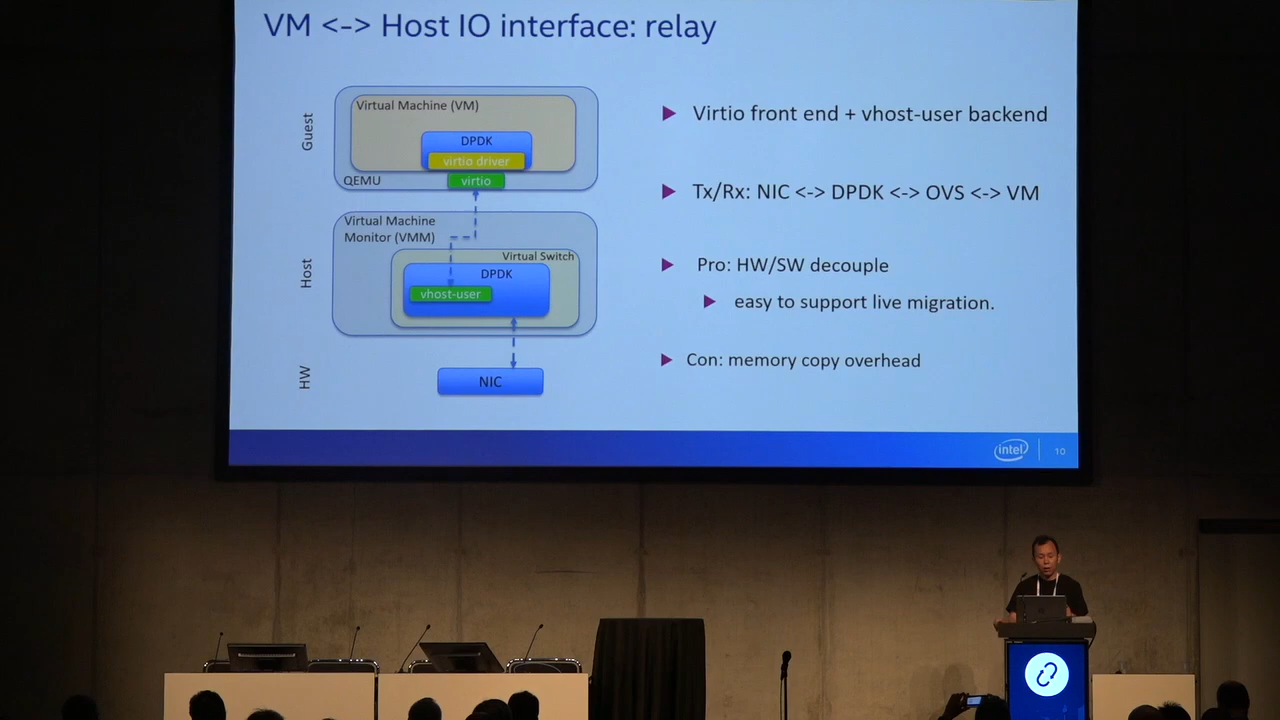 VM <-> Host IO interface: relay
Guest
Virtual Machine (VM)
DPDK
virtio driver
QEMU
virtio
Host
Virtual Machine
Monitor (VMM)
Virtual Switch
DPDK
vhost-user
HW
NIC
Virtio front end + vhost-user backend
Tx/Rx: NIC <-> DPDK <-> OVS <-> VM
Pro: HW/SW decouple
easy to support live migration.
Con: memory copy overhead
intel
10